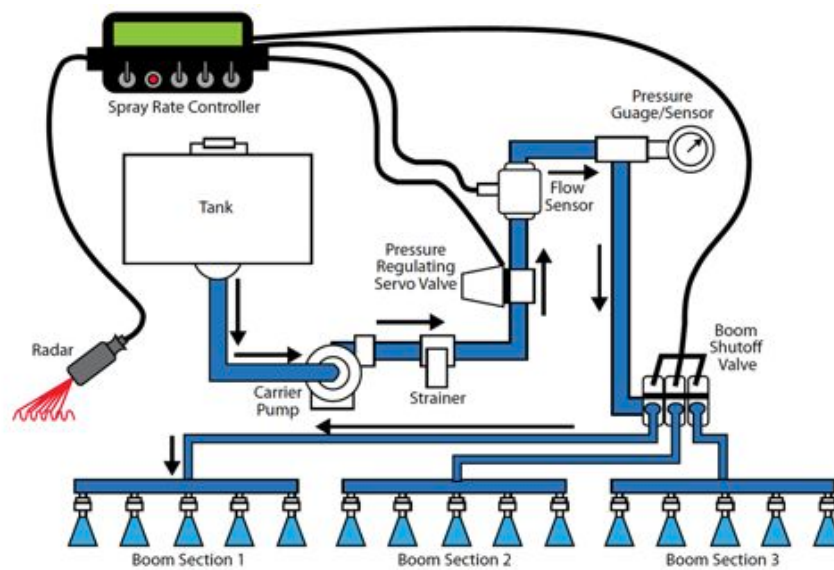 Spray Rate Controller
Pressure
Guage/Sensor
Tank
Flow
Sensor
Pressure
Regulating
Servo Valve
Radar
Boom
Shutoff
Valve
Carrier
Pump
Strainer
Boom Section 1
Boom Section 2
Boom Section 3